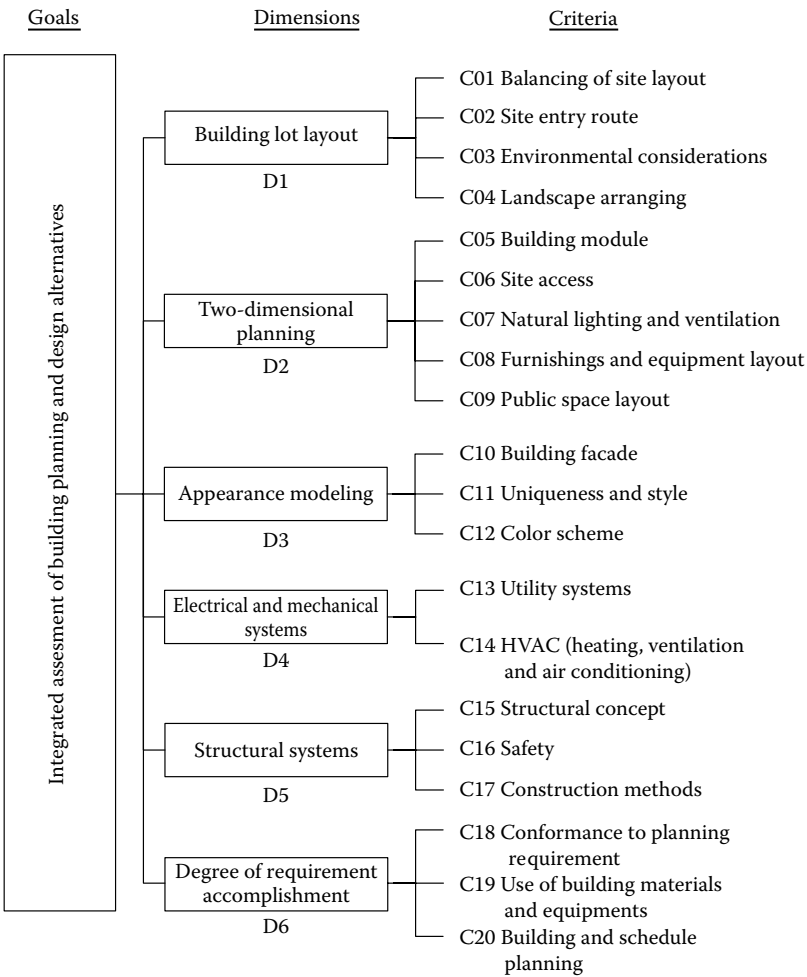 Goals
Dimensions
Criteria
Integrated assesment of building planning and design alternatives
Building lot layout
D1
C01 Balancing of site layout
C02 Site entry route
C03 Environmental considerations
C04 Landscape arranging
Two-dimensional
planning
D2
C05 Building module
C06 Site access
C07 Natural lighting and ventilation
C08 Furnishings and equipment layout
C09 Public space layout
Appearance modeling
D3
C10 Building facade
C11 Uniqueness and style
C12 Color scheme
Electrical and mechanical
systems
D4
C13 Utility systems
C14 HVAC (heating, ventilation
and air conditioning)
Structural systems
D5
C15 Structural concept
C16 Safety
C17 Construction methods
Degree of requirement
accomplishment
D6
C18 Conformance to planning
requirement
C19 Use of building materials
and equipments
C20 Building and schedule
planning